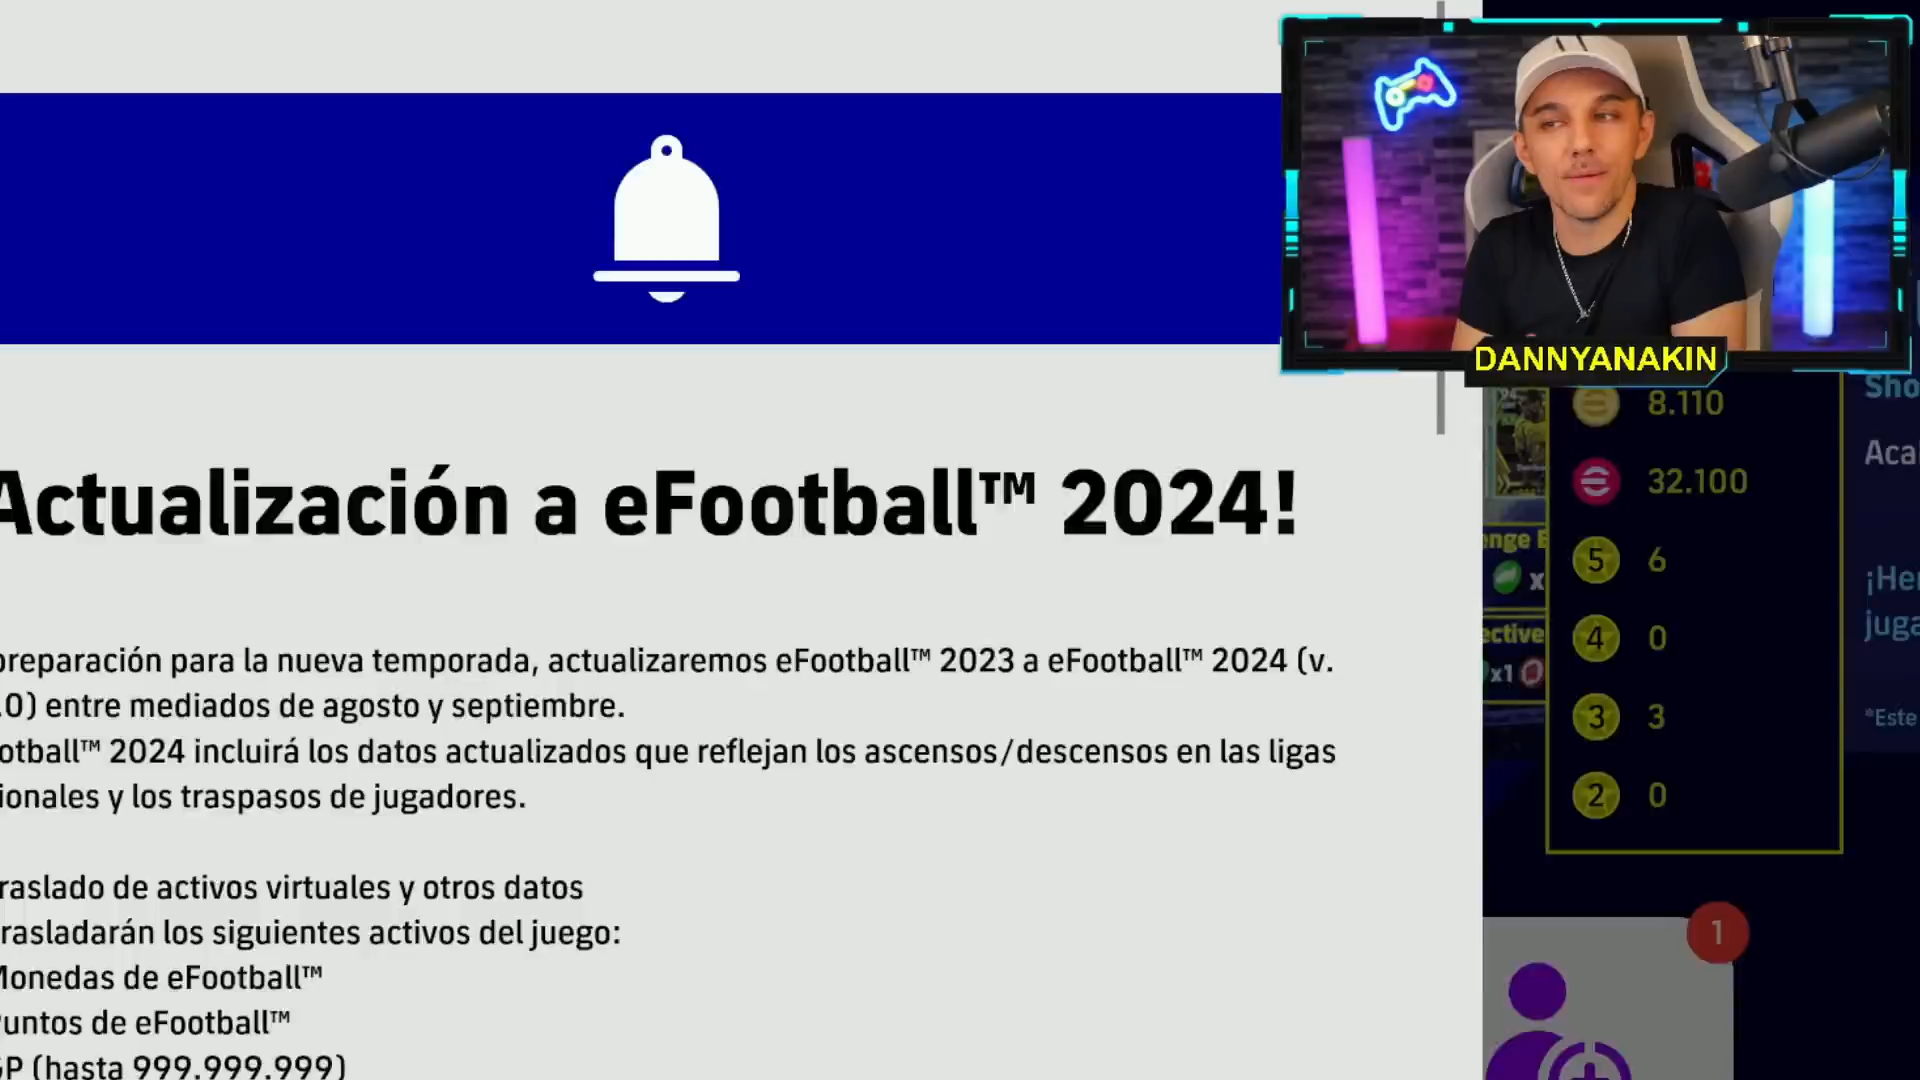 Actualización a eFootball™ 2024!
preparación para la nueva temporada, actualizaremos eFootball™ 2023 a eFootball™ 2024 (v.
.0) entre mediados de agosto y septiembre.
otball™ 2024 incluirá los datos actualizados que reflejan los ascensos/descensos en las ligas
ionales y los traspasos de jugadores.
raslado de activos virtuales y otros datos
rasladarán los siguientes activos del juego:
Monedas de eFootball™
Puntos de eFootball™
GP (hasta 999.999.999)
DANNYANAKIN
8.110
32.100
5 6
4 0
3 3
2 0
enge
x
ective
x1
Sho
Aca
¡He
juga
*Este
1